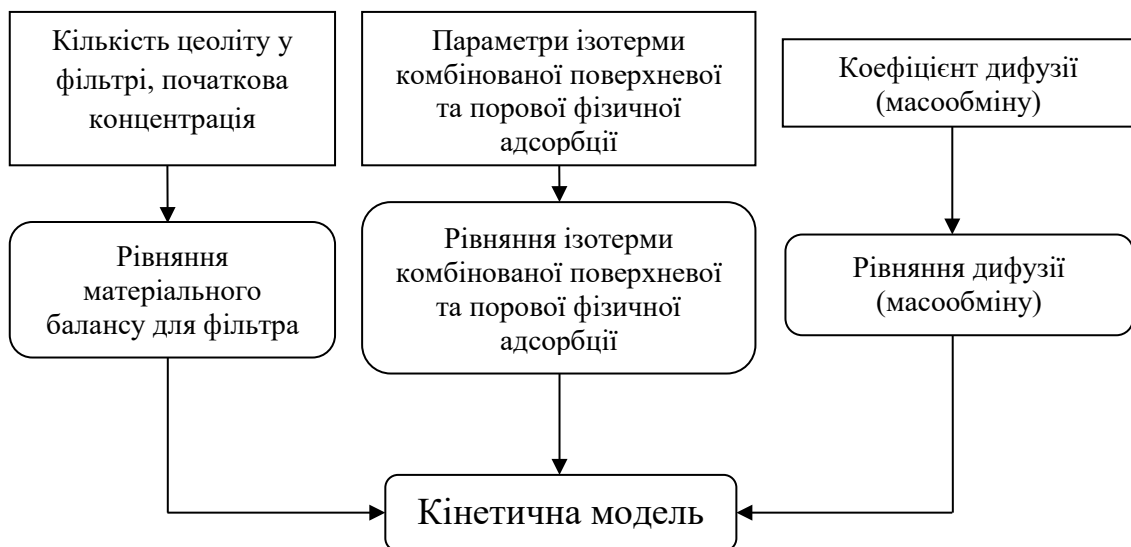 Кількість цеоліту у
фільтрі, початкова
концентрація
Параметри ізотерми
комбінованої поверхневої
та порової фізичної
адсорбції
Коефіцієнт дифузії
(масообміну)
Рівняння
матеріального
балансу для фільтра
Рівняння ізотерми
комбінованої поверхневої
та порової фізичної
адсорбції
Рівняння дифузії
(масообміну)
Кінетична модель